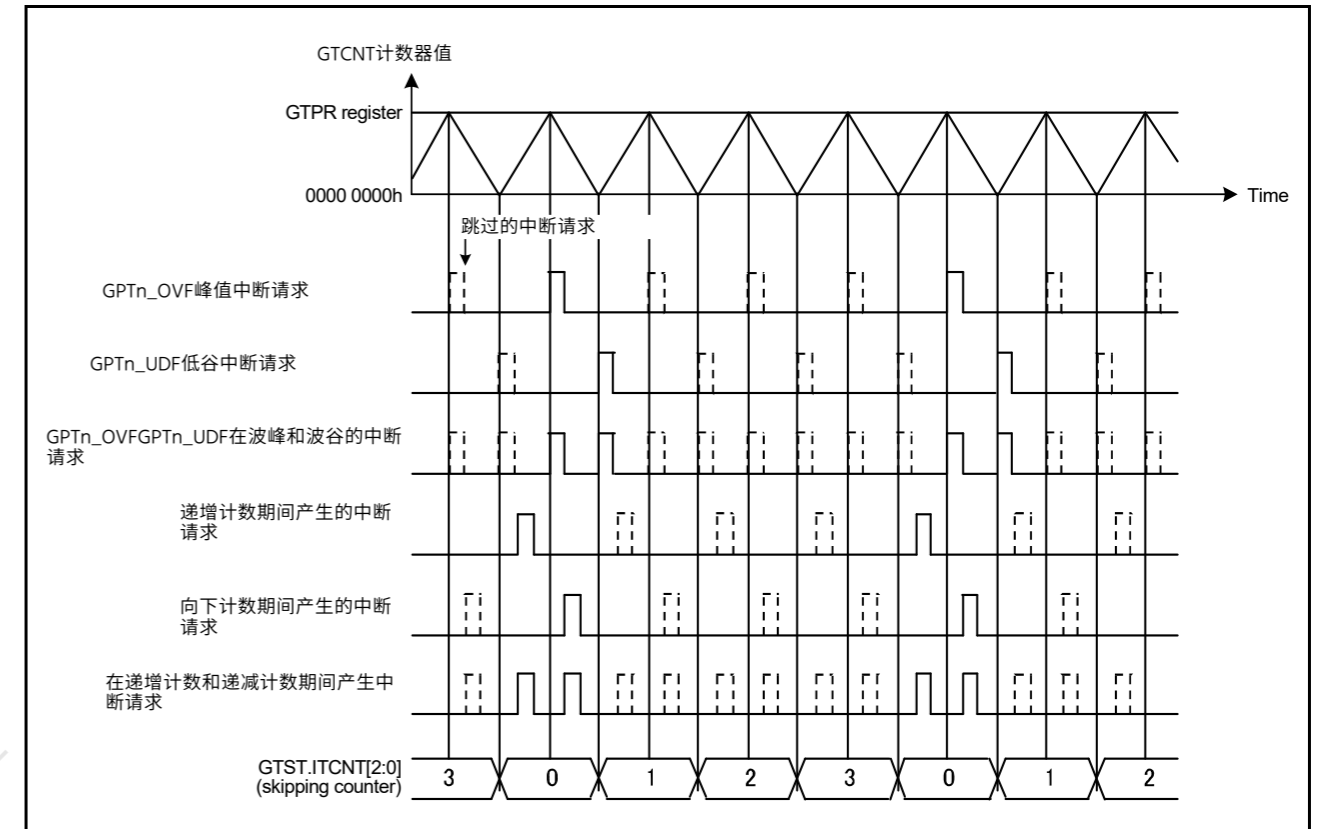 GTCNT计数器值
GTPR register
0000 0000h
Time
跳过的中断请求
GPTn_OVF峰值中断请求
GPTn_UDF低谷中断请求
GPTn_OVFGPTn_UDF在波峰和波谷的中断
请求
递增计数期间产生的中断
请求
向下计数期间产生的中断
请求
在递增计数和递减计数期间产生中
断请求
GTST.ITCNT[2:0]
(skipping counter)
3 0 1 2 3 0 1 2